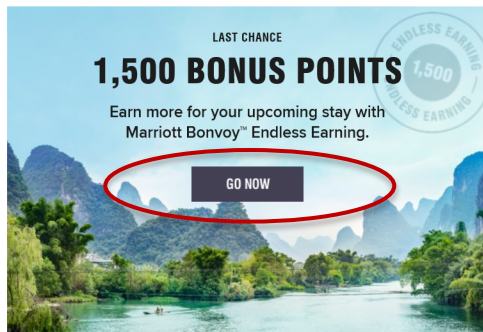 LAST CHANCE
1,500 BONUS POINTS
Earn more for your upcoming stay with
Marriott Bonvoy™ Endless Earning.
GO NOW
ENDLESS EARNING
1,500
ENDLESS EARNING